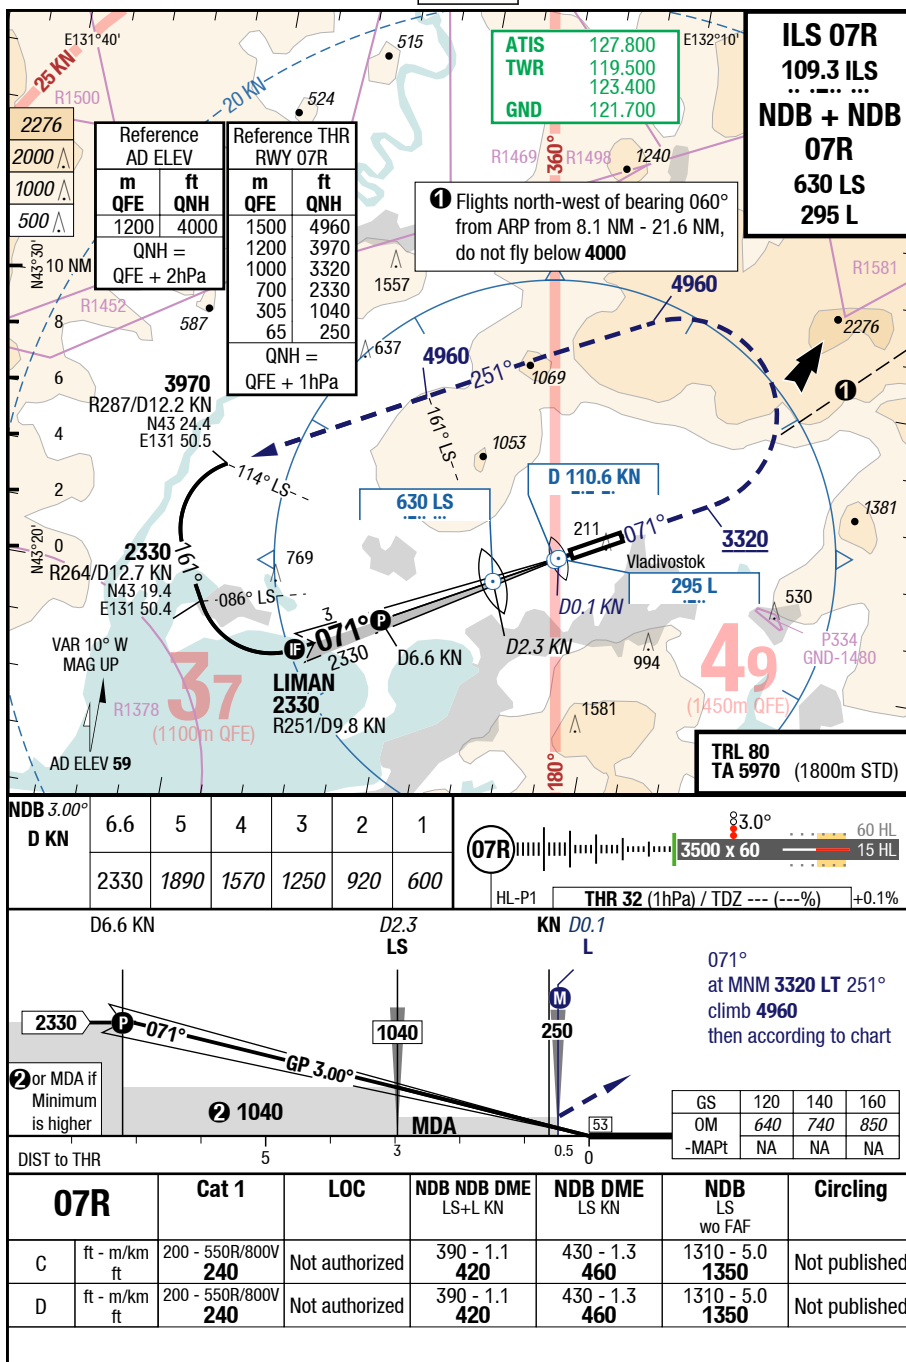 E131°40'
515
ATIS 127.800
TWR 119.500
123.400
GND 121.700
E132°10'
ILS 07R
109.3 ILS
NDB + NDB
07R
630 LS
295 L
25 KN
20 KN
R1500
524
2276
2000
1000
500
Reference
AD ELEV
m ft
QFE QNH
1200 4000
QNH =
QFE + 2hPa
Reference THR
RWY 07R
m ft
QFE QNH
1500 4960
1200 3970
1000 3320
700 2330
305 1040
65 250
QNH =
QFE + 1hPa
360°
R1469
R1498
1240
1 Flights north-west of bearing 060°
from ARP from 8.1 NM - 21.6 NM,
do not fly below 4000
N43°30'
10 NM
8
6
4
2
0
N43°20'
R1452
587
1557
637
4960
R1581
2276
4960
251°
1069
1
3970
R287/D12.2 KN
N43 24.4
E131 50.5
161° LS
1053
114° LS
630 LS
D 110.6 KN
1381
211
071°
3320
Vladivostok
295 L
2330
R264/D12.7 KN
N43 19.4
E131 50.4
161°
086° LS
769
D0.1 KN
530
D2.3 KN
P334
GND-1480
VAR 10° W
MAG UP
3
071°
2330
P
D6.6 KN
IF
LIMAN
2330
R251/D9.8 KN
994
1581
37
(1100m QFE)
49
(1450m QFE)
R1378
AD ELEV 59
180°
TRL 80
TA 5970 (1800m STD)
NDB 3.00°
D KN
6.6 5 4 3 2 1
2330 1890 1570 1250 920 600
07R
3.0°
60 HL
3500 x 60
15 HL
HL-P1
THR 32 (1hPa) / TDZ --- (---%)
+0.1%
D6.6 KN
D2.3
LS
KN D0.1
L
071°
at MNM 3320 LT 251°
climb 4960
then according to chart
2330
P
071°
GP 3.00°
1040
M
250
2 or MDA if
Minimum
is higher
2 1040
MDA
53
DIST to THR
5
3
0.5
0
GS 120 140 160
OM 640 740 850
-MAPt NA NA NA
07R
Cat 1
LOC
NDB NDB DME
LS+L KN
NDB DME
LS KN
NDB
LS
wo FAF
Circling
C
ft - m/km
ft
200 - 550R/800V
240
Not authorized
390 - 1.1
420
430 - 1.3
460
1310 - 5.0
1350
Not published
D
ft - m/km
ft
200 - 550R/800V
240
Not authorized
390 - 1.1
420
430 - 1.3
460
1310 - 5.0
1350
Not published